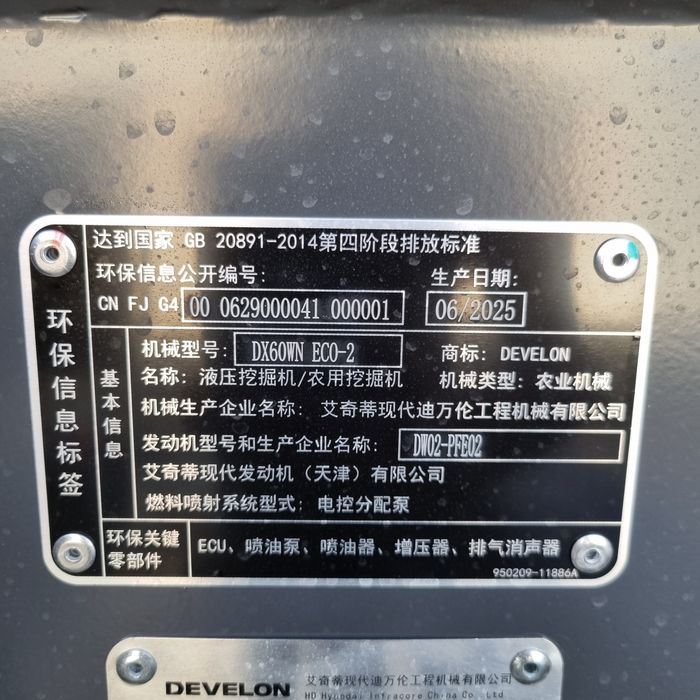 达到国家 GB 20891-2014第四阶段排放标准
环保信息公开编号:
生产日期:
CN FJ G4 00 0629000041 000001
06/2025
环保信息标签
基本信息
机械型号: DX60WN ECO-2
商标: DEVELON
名称: 液压挖掘机/农用挖掘机
机械类型: 农业机械
机械生产企业名称: 艾奇蒂现代迪万伦工程机械有限公司
发动机型号和生产企业名称: DW02-PFE02
艾奇蒂现代发动机（天津）有限公司
燃料喷射系统型式: 电控分配泵
环保关键
零部件
ECU、喷油泵、喷油器、增压器、排气消声器
950209-11886A
DEVELON
艾奇蒂现代迪万伦工程机械有限公司
HD Hyundai Infracore China Co.,Ltd